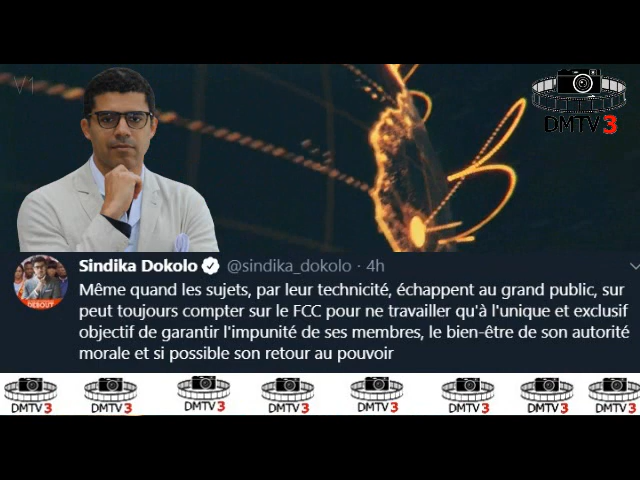 V1
DMTV3
Sindika Dokolo @sindika_dokolo · 4h
Même quand les sujets, par leur technicité, échappent au grand public, sur
peut toujours compter sur le FCC pour ne travailler qu'à l'unique et exclusif
objectif de garantir l'impunité de ses membres, le bien-être de son autorité
morale et si possible son retour au pouvoir
DEBOUT
DMTV3 DMTV3 DMTV3 DMTV3 DMTV3 DMTV3 DMTV3 DMTV3